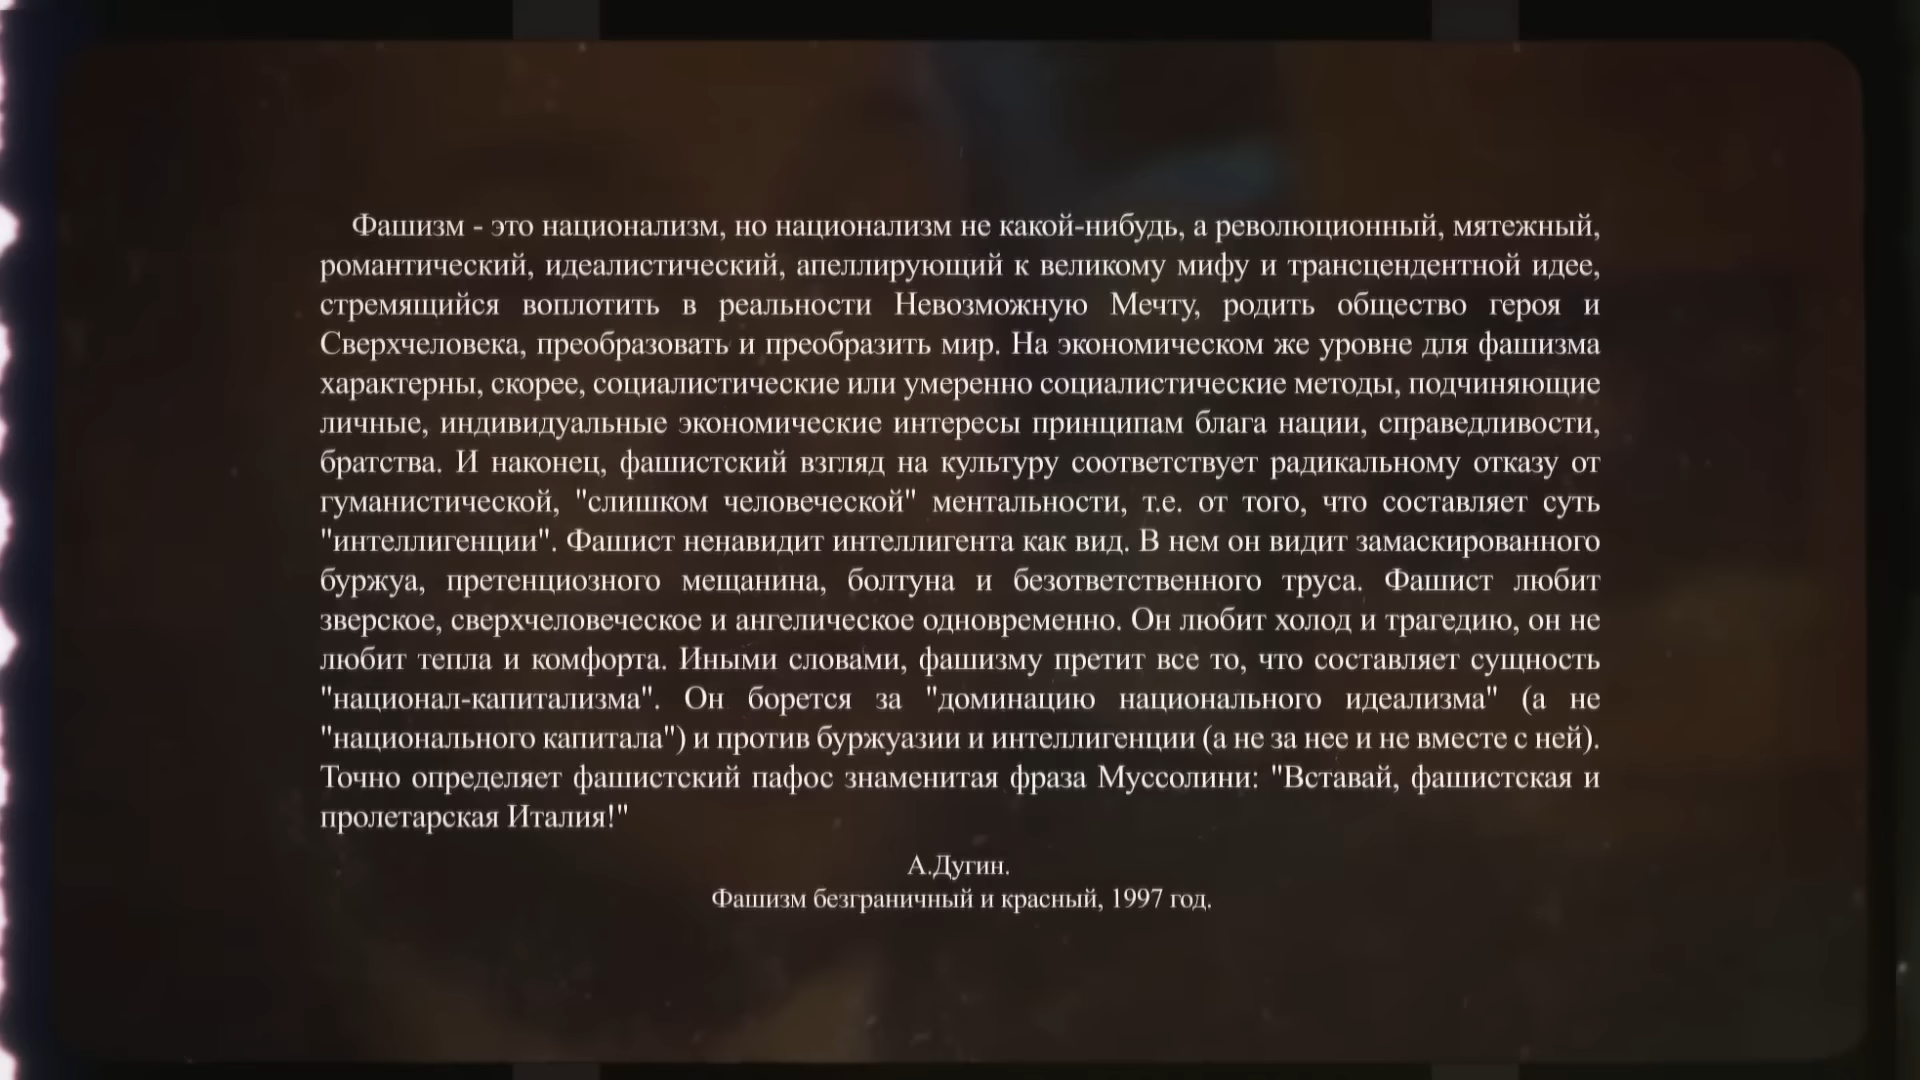 Фашизм - это национализм, но национализм не какой-нибудь, а революционный, мятежный,
романтический, идеалистический, апеллирующий к великому мифу и трансцендентной идее,
стремящийся воплотить в реальности Невозможную Мечту, родить общество героя и
Сверхчеловека, преобразовать и преобразить мир. На экономическом же уровне для фашизма
характерны, скорее, социалистические или умеренно социалистические методы, подчиняющие
личные, индивидуальные экономические интересы принципам блага нации, справедливости,
братства. И наконец, фашистский взгляд на культуру соответствует радикальному отказу от
гуманистической, "слишком человеческой" ментальности, т.е. от того, что составляет суть
"интеллигенции". Фашист ненавидит интеллигента как вид. В нем он видит замаскированного
буржуа, претенциозного мещанина, болтуна и безответственного труса. Фашист любит
зверское, сверхчеловеческое и ангелическое одновременно. Он любит холод и трагедию, он не
любит тепла и комфорта. Иными словами, фашизму претит все то, что составляет сущность
"национал-капитализма". Он борется за "доминацию национального идеализма" (а не
"национального капитала") и против буржуазии и интеллигенции (а не за нее и не вместе с ней).
Точно определяет фашистский пафос знаменитая фраза Муссолини: "Вставай, фашистская и
пролетарская Италия!"
А.Дугин.
Фашизм безграничный и красный, 1997 год.